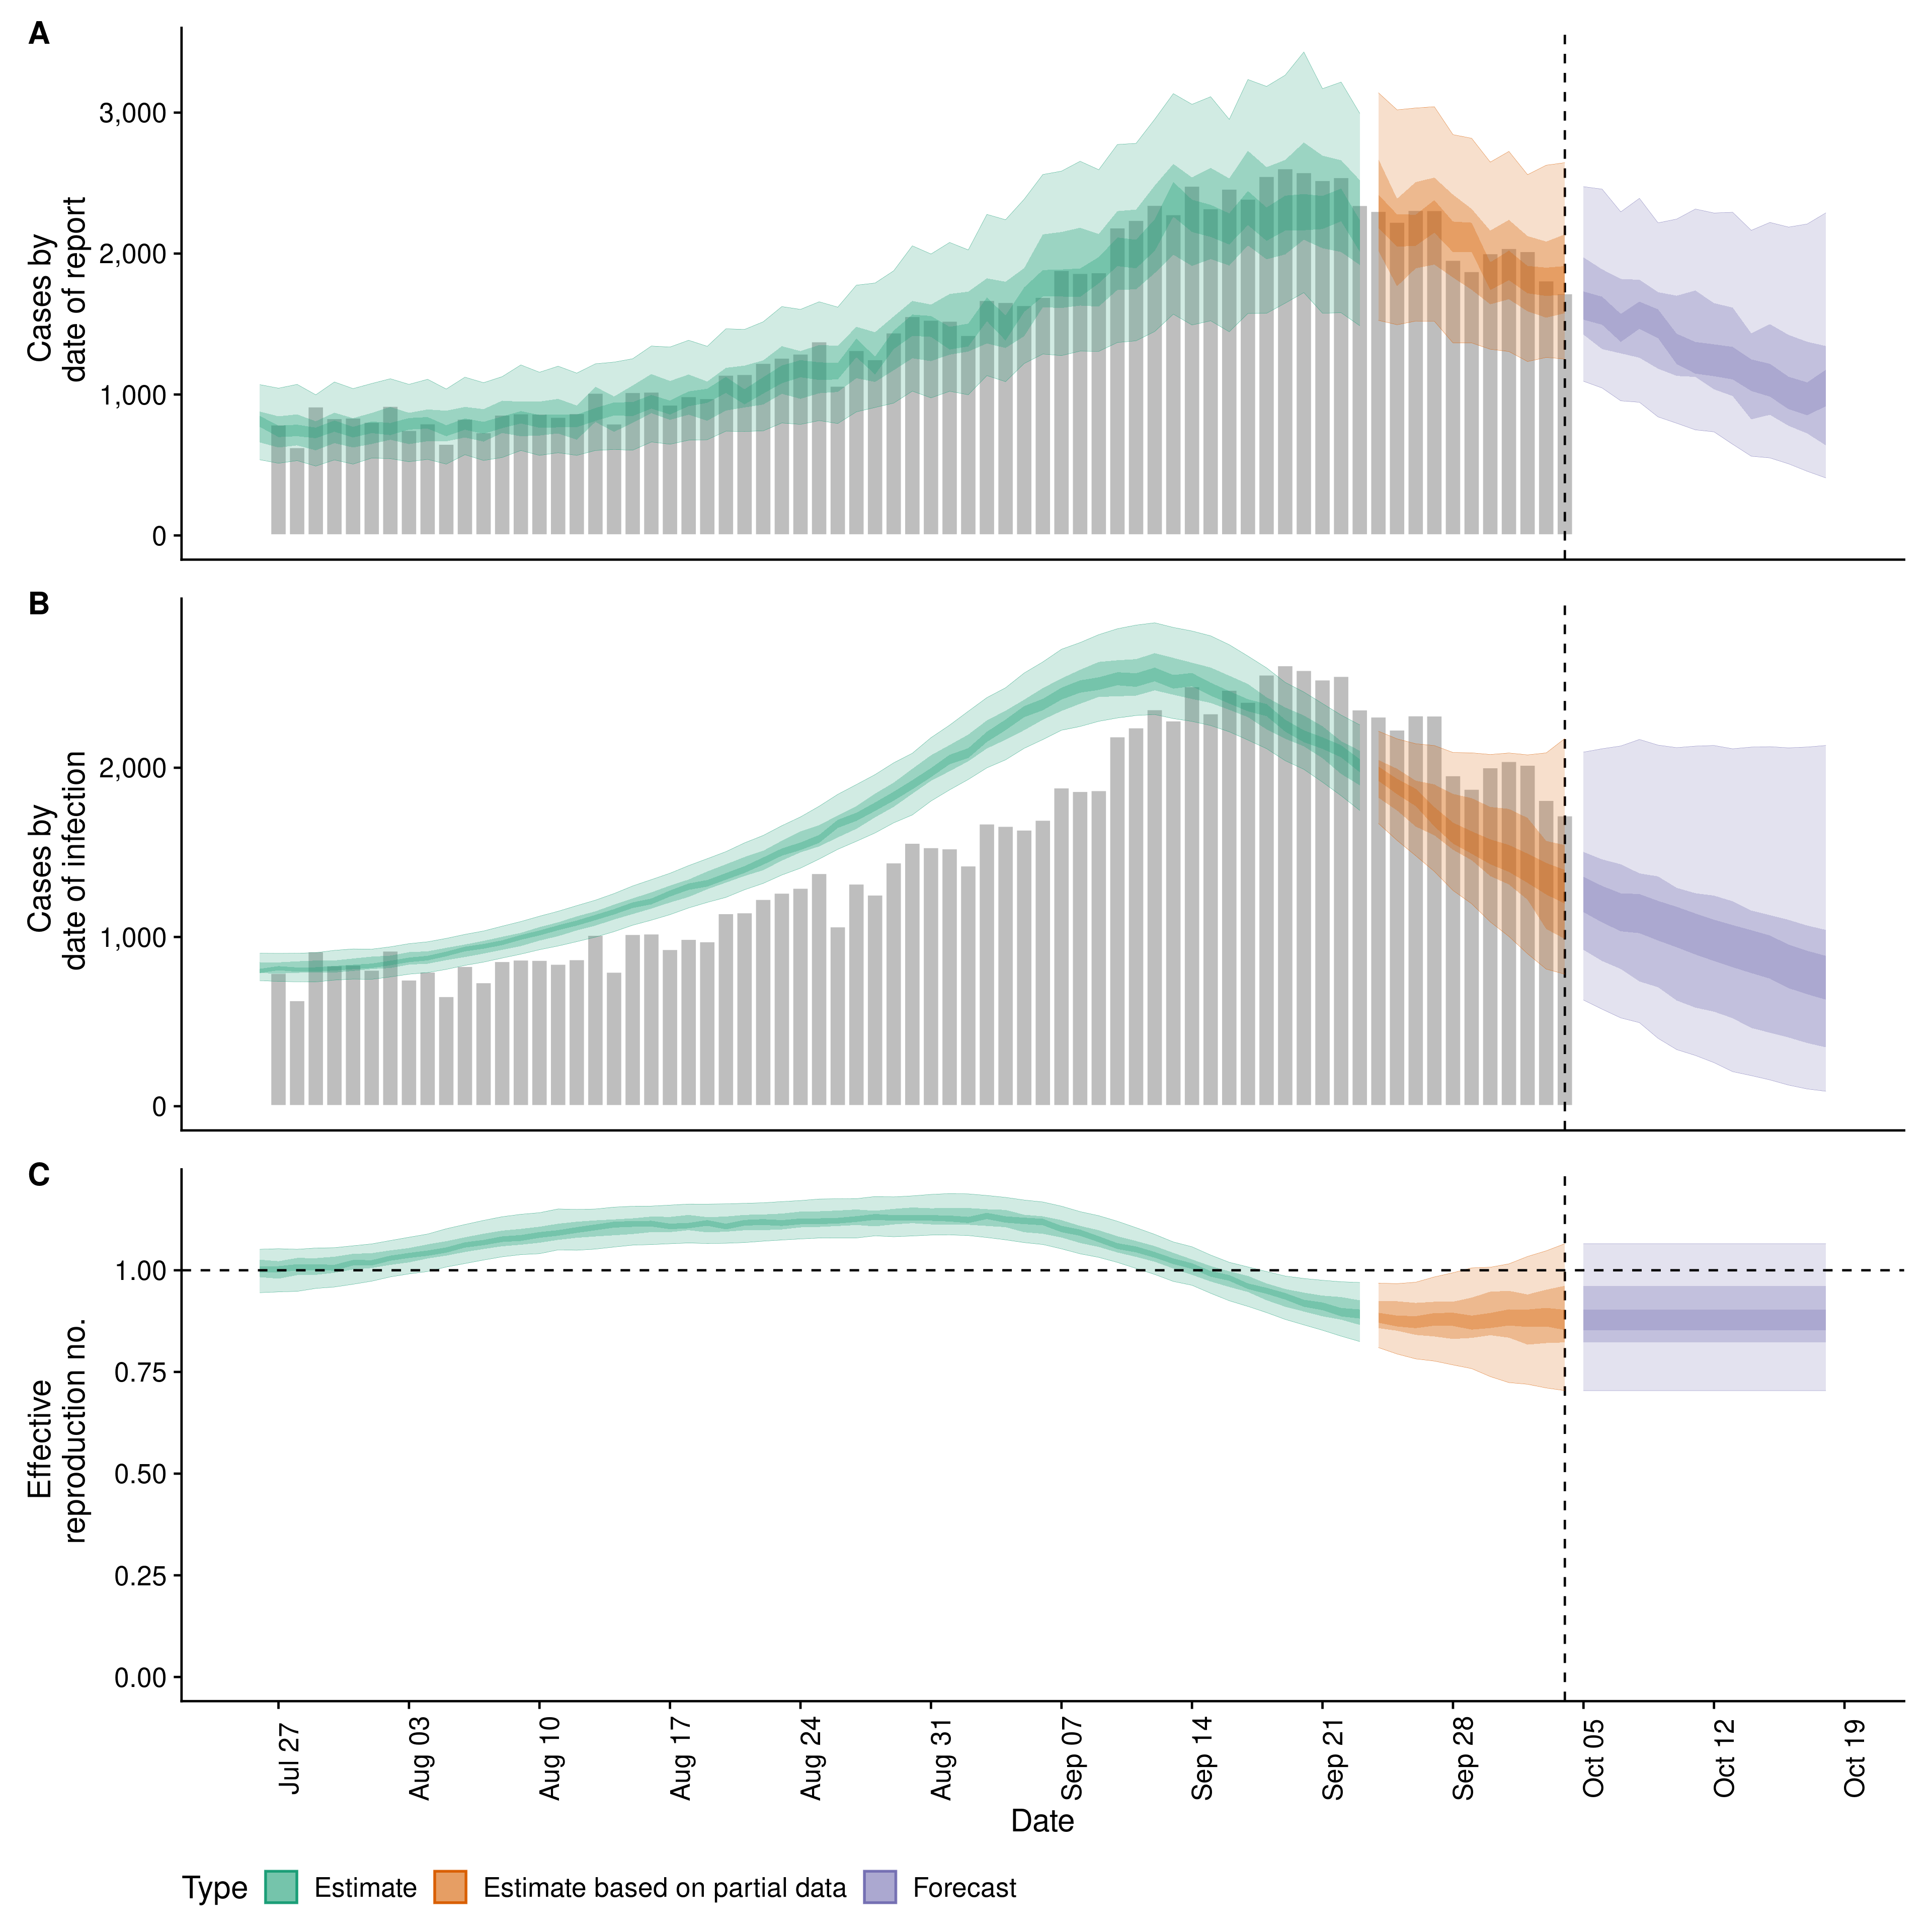 A
Cases by
date of report
3,000
2,000
1,000
0
B
Cases by
date of infection
2,000
1,000
0
C
Effective
reproduction no.
1.00
0.75
0.50
0.25
0.00
Jul 27
Aug 03
Aug 10
Aug 17
Aug 24
Aug 31
Sep 07
Sep 14
Sep 21
Sep 28
Oct 05
Oct 12
Oct 19
Date
Type Estimate Estimate based on partial data Forecast